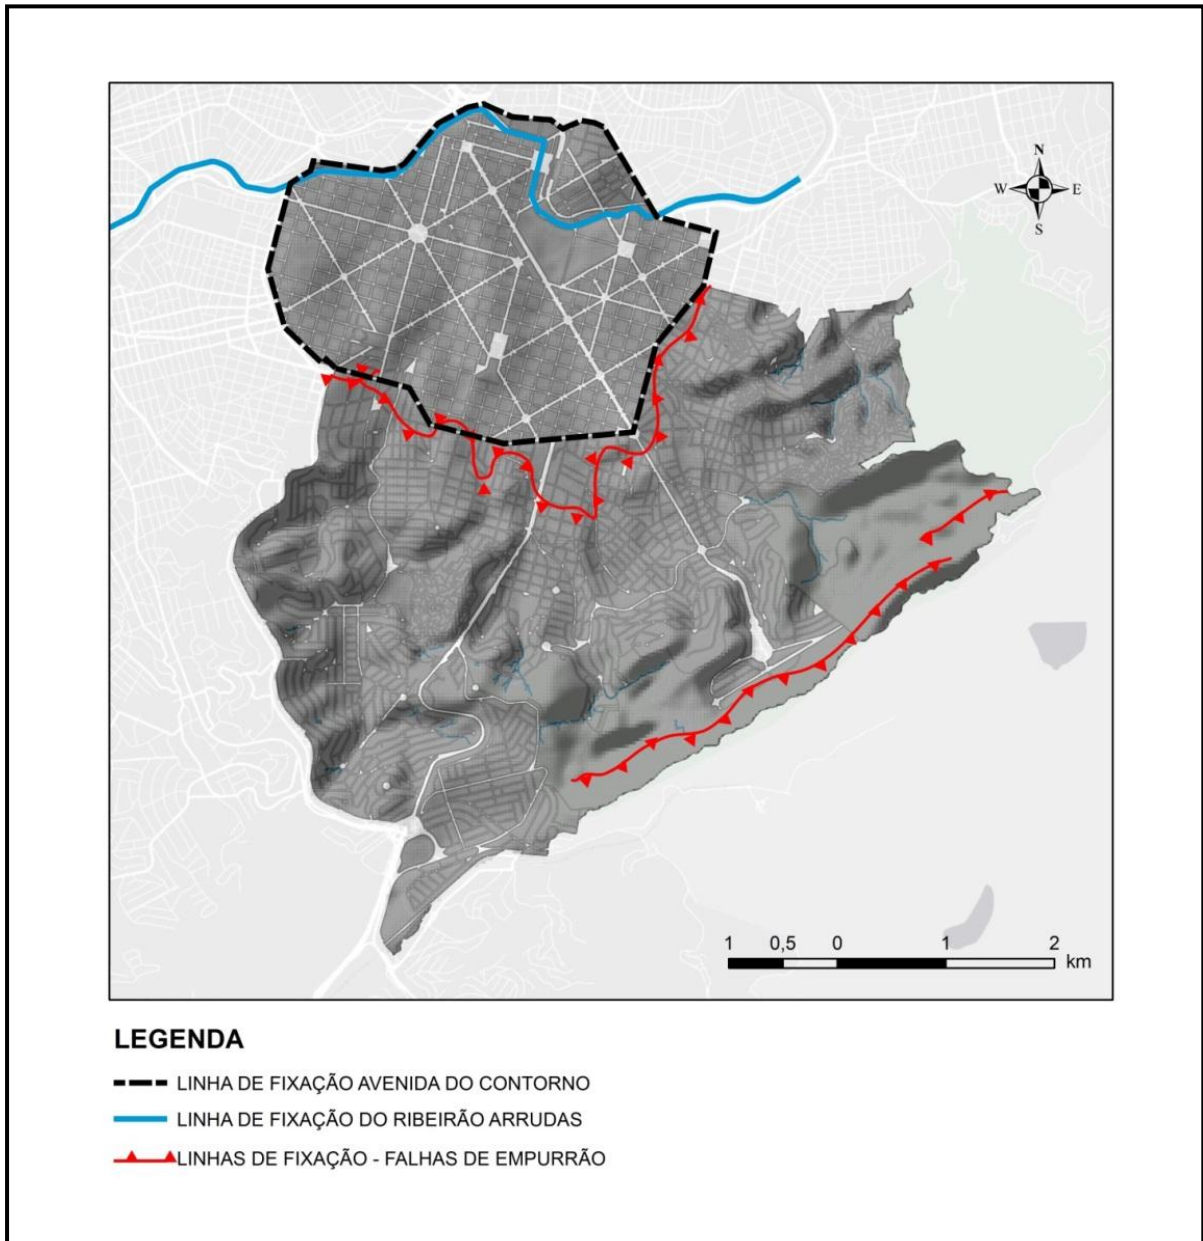 N
W E
S
1 0,5 0 1 2
km
LEGENDA
LINHA DE FIXAÇÃO AVENIDA DO CONTORNO
LINHA DE FIXAÇÃO DO RIBEIRÃO ARRUDAS
LINHAS DE FIXAÇÃO - FALHAS DE EMPURRÃO